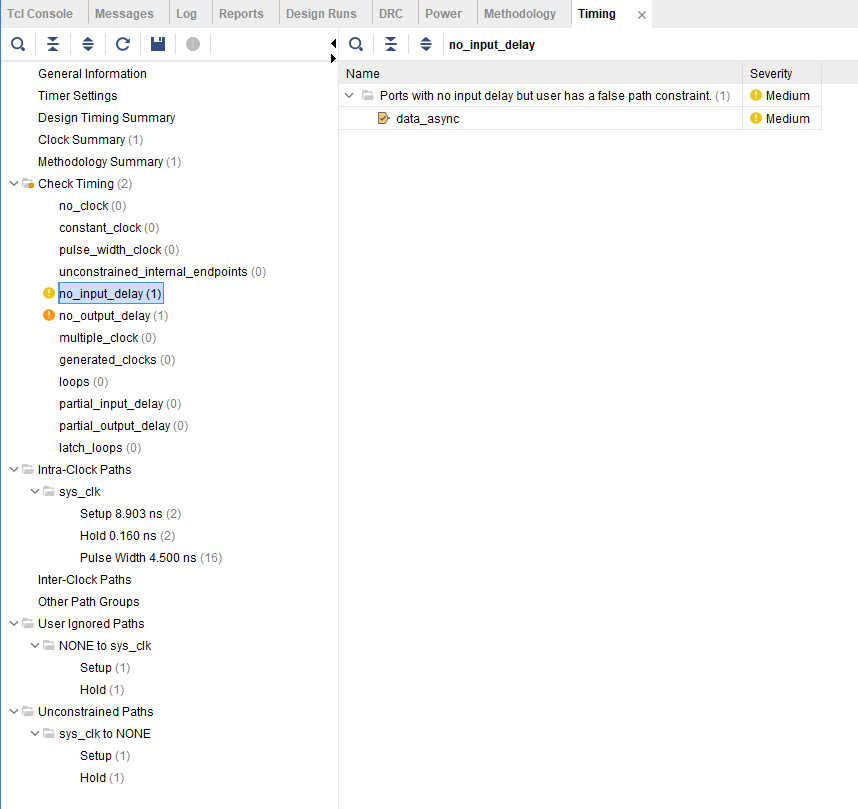 Tcl Console Messages Log Reports Design Runs DRC Power Methodology Timing
no_input_delay
General Information
Timer Settings
Design Timing Summary
Clock Summary (1)
Methodology Summary (1)
Check Timing (2)
no_clock (0)
constant_clock (0)
pulse_width_clock (0)
unconstrained_internal_endpoints (0)
no_input_delay (1)
no_output_delay (1)
multiple_clock (0)
generated_clocks (0)
loops (0)
partial_input_delay (0)
partial_output_delay (0)
latch_loops (0)
Intra-Clock Paths
sys_clk
Setup 8.903 ns (2)
Hold 0.160 ns (2)
Pulse Width 4.500 ns (16)
Inter-Clock Paths
Other Path Groups
User Ignored Paths
NONE to sys_clk
Setup (1)
Hold (1)
Unconstrained Paths
sys_clk to NONE
Setup (1)
Hold (1)
Name Severity
Ports with no input delay but user has a false path constraint. (1) Medium
data_async Medium